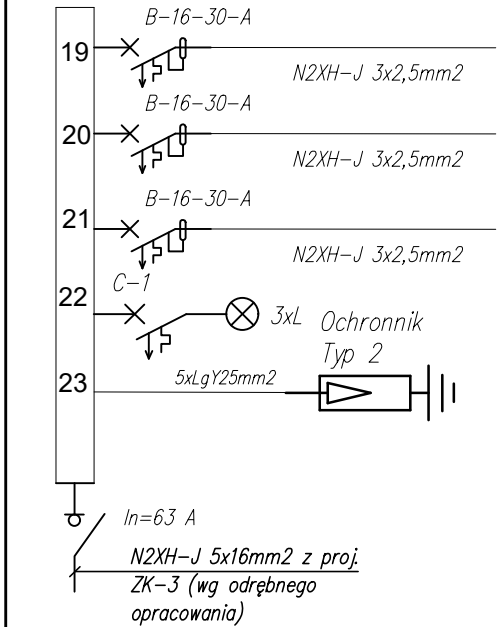 B-16-30-A
19
N2XH-J 3x2,5mm2
B-16-30-A
20
N2XH-J 3x2,5mm2
B-16-30-A
21
N2XH-J 3x2,5mm2
C-1
22
3xL
Ochronnik
Typ 2
23
5xLgY25mm2
In=63 A
N2XH-J 5x16mm2 z proj.
ZK-3 (wg odrębnego
opracowania)